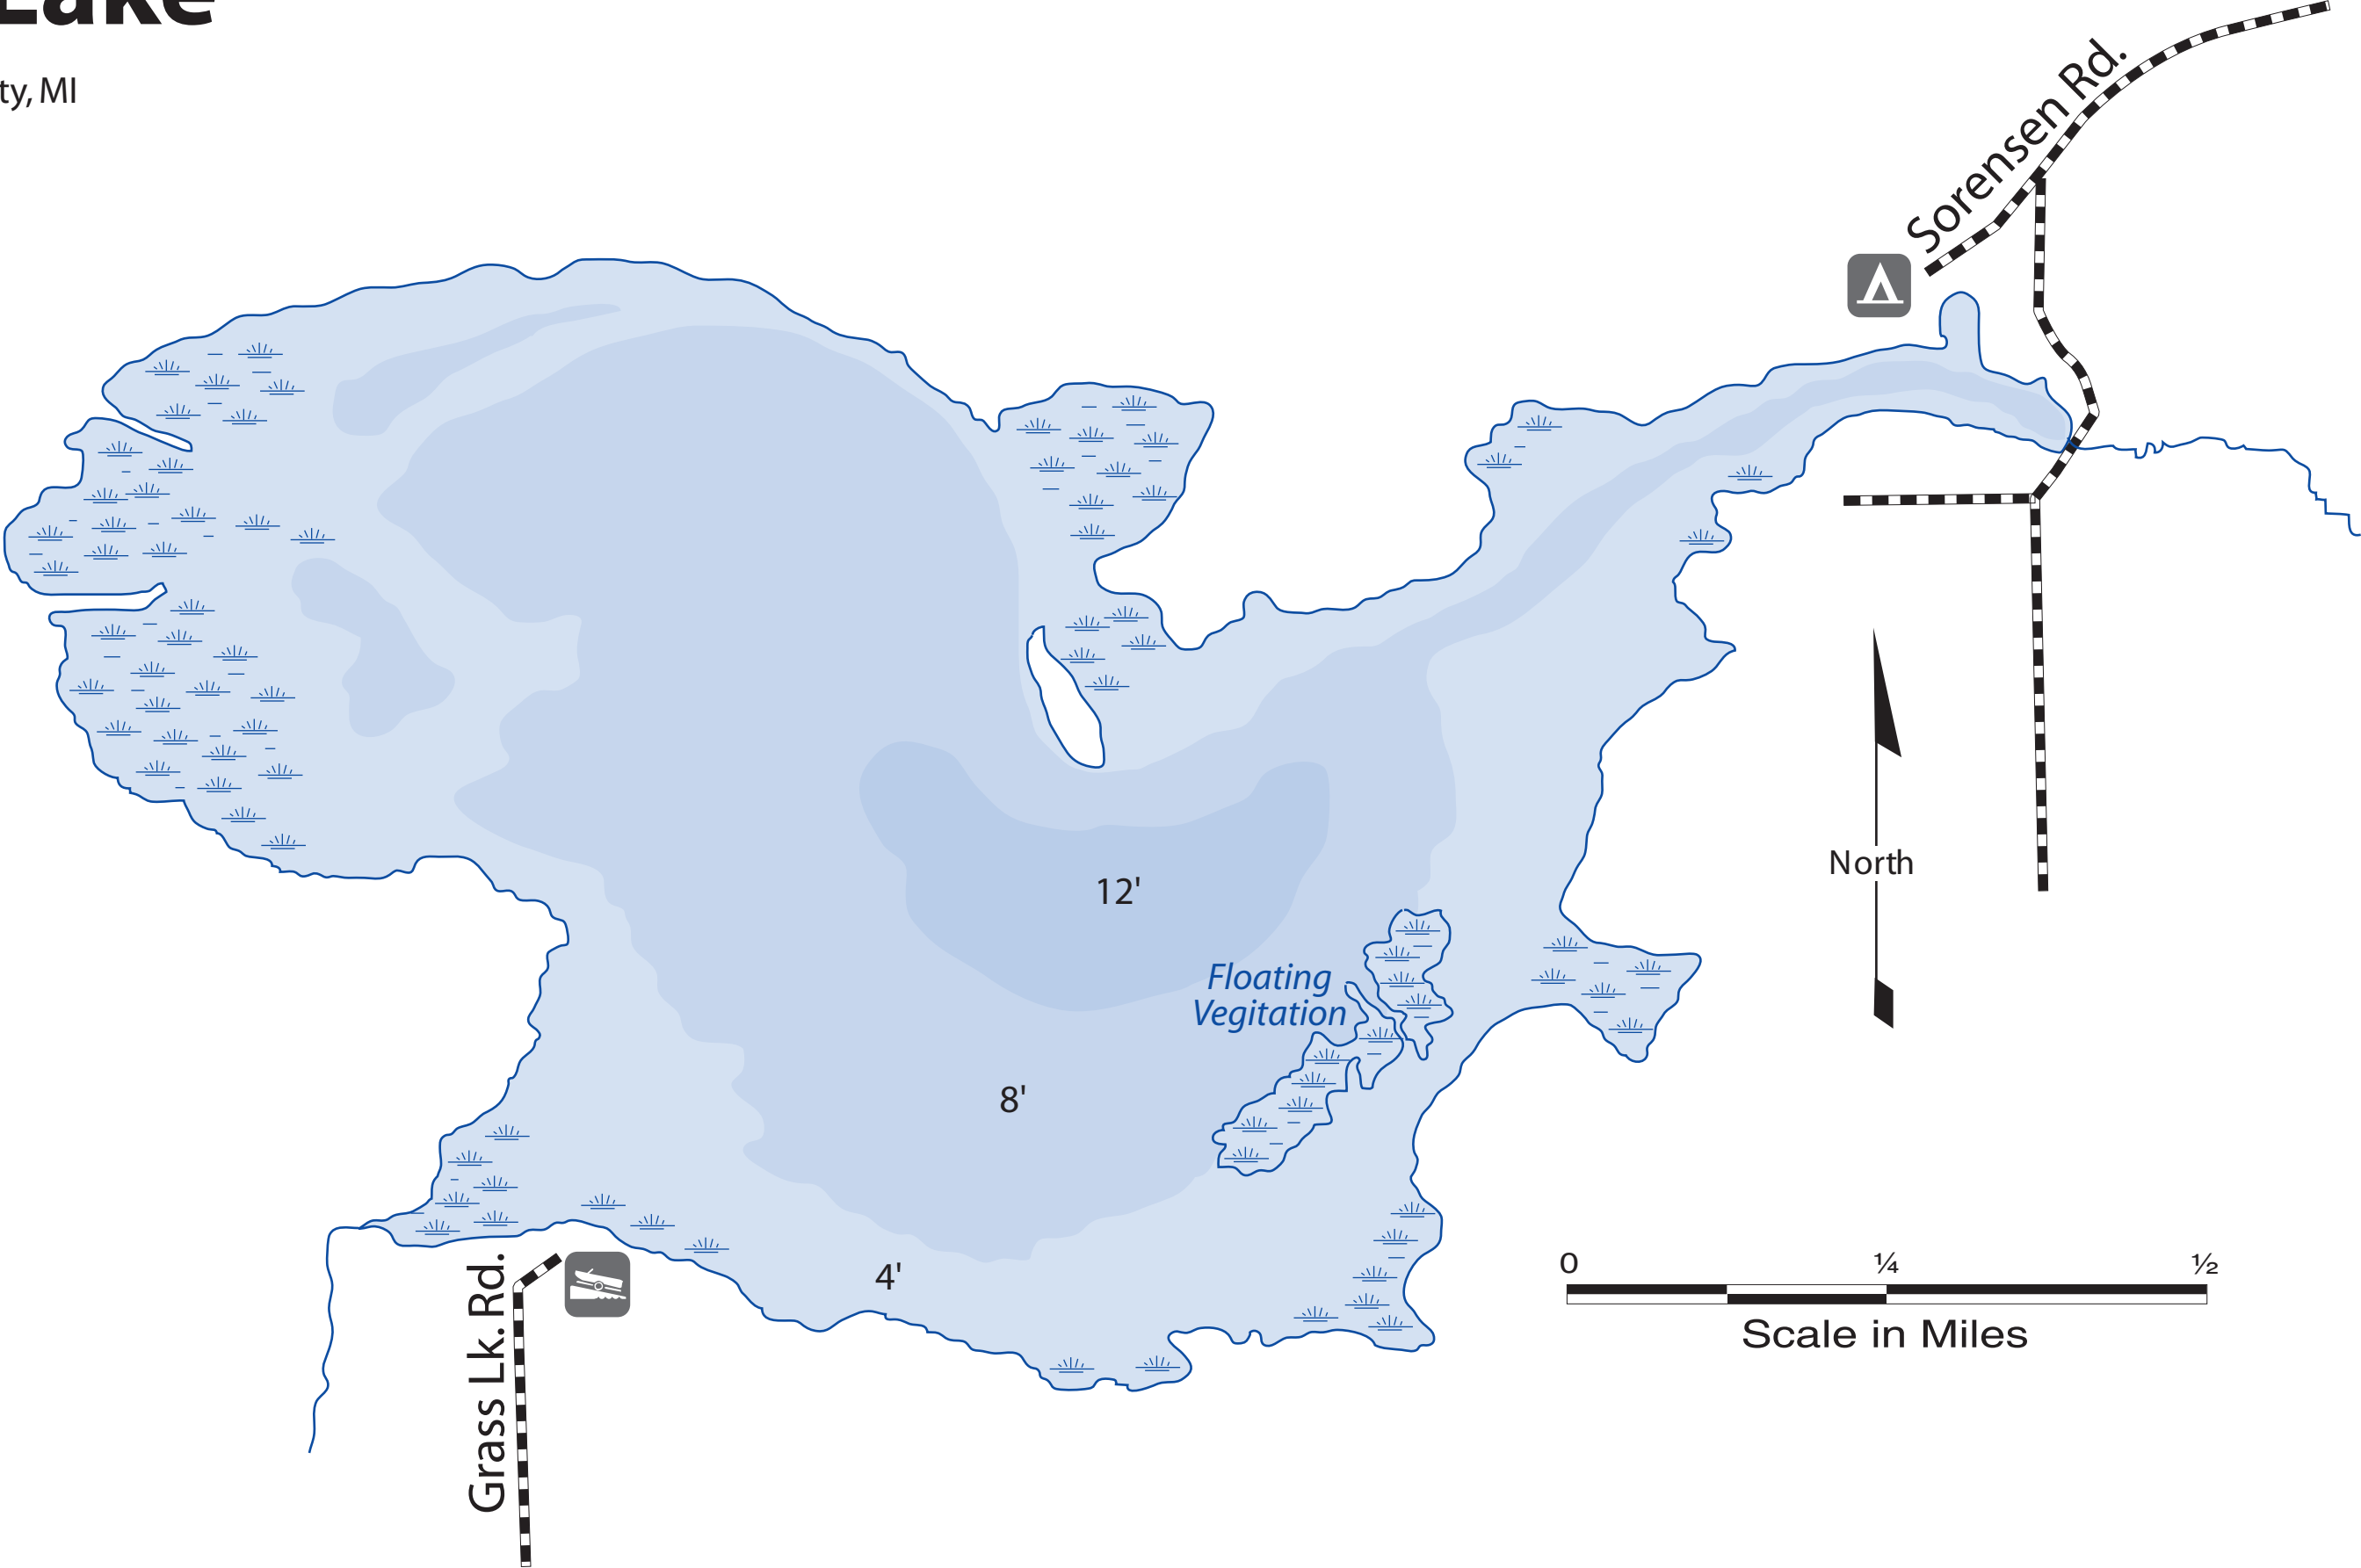 Lake
ty, MI
Sorensen Rd.
North
12'
Floating
Vegitation
8'
4'
Grass Lk. Rd.
0 ¼ ½
Scale in Miles